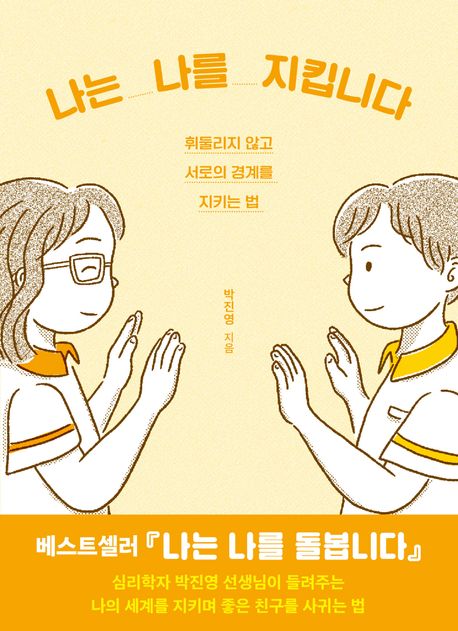 나는 나를 지킵니다
휘둘리지 않고
서로의 경계를
지키는 법
박진영 지음
베스트셀러 『나는 나를 돌봅니다』
심리학자 박진영 선생님이 들려주는
나의 세계를 지키며 좋은 친구를 사귀는 법